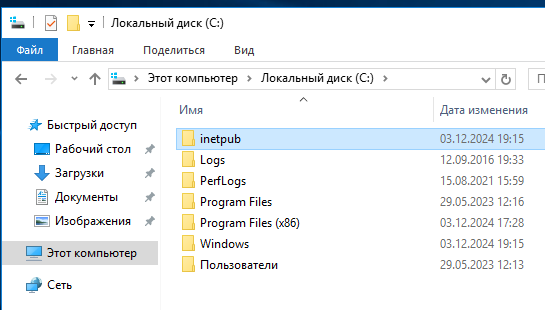 Локальный диск (C:)
Файл Главная Поделиться Вид
Этот компьютер Локальный диск (C:)
Имя Дата изменения
Быстрый доступ
Рабочий стол
Загрузки
Документы
Изображения
Этот компьютер
Сеть
inetpub 03.12.2024 19:15
Logs 12.09.2016 19:33
PerfLogs 15.08.2021 15:59
Program Files 29.05.2023 12:16
Program Files (x86) 03.12.2024 17:28
Windows 03.12.2024 19:15
Пользователи 29.05.2023 12:13